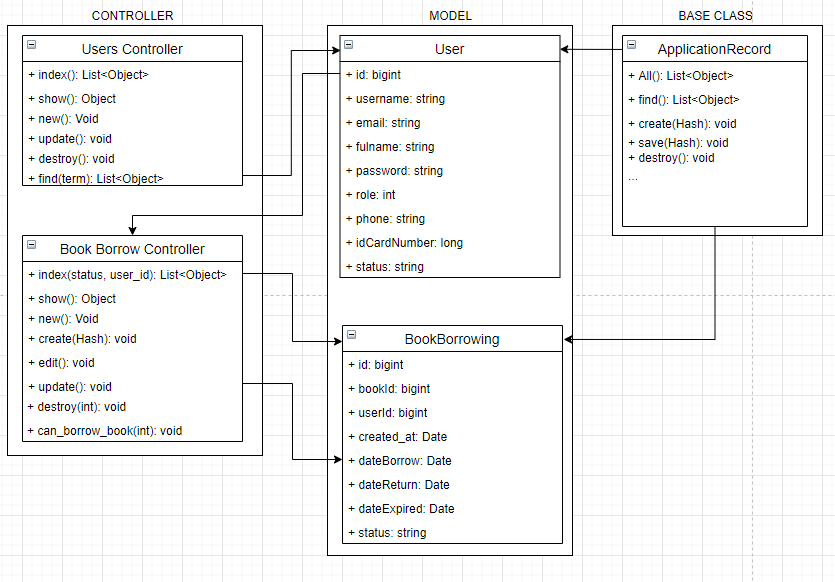 CONTROLLER
Users Controller
+ index(): List<Object>
+ show(): Object
+ new(): Void
+ update(): void
+ destroy(): void
+ find(term): List<Object>
Book Borrow Controller
+ index(status, user_id): List<Object>
+ show(): Object
+ new(): Void
+ create(Hash): void
+ edit(): void
+ update(): void
+ destroy(int): void
+ can_borrow_book(int): void
MODEL
User
+ id: bigint
+ username: string
+ email: string
+ fulname: string
+ password: string
+ role: int
+ phone: string
+ idCardNumber: long
+ status: string
BookBorrowing
+ id: bigint
+ bookId: bigint
+ userId: bigint
+ created_at: Date
+ dateBorrow: Date
+ dateReturn: Date
+ dateExpired: Date
+ status: string
BASE CLASS
ApplicationRecord
+ All(): List<Object>
+ find(): List<Object>
+ create(Hash): void
+ save(Hash): void
+ destroy(): void
...